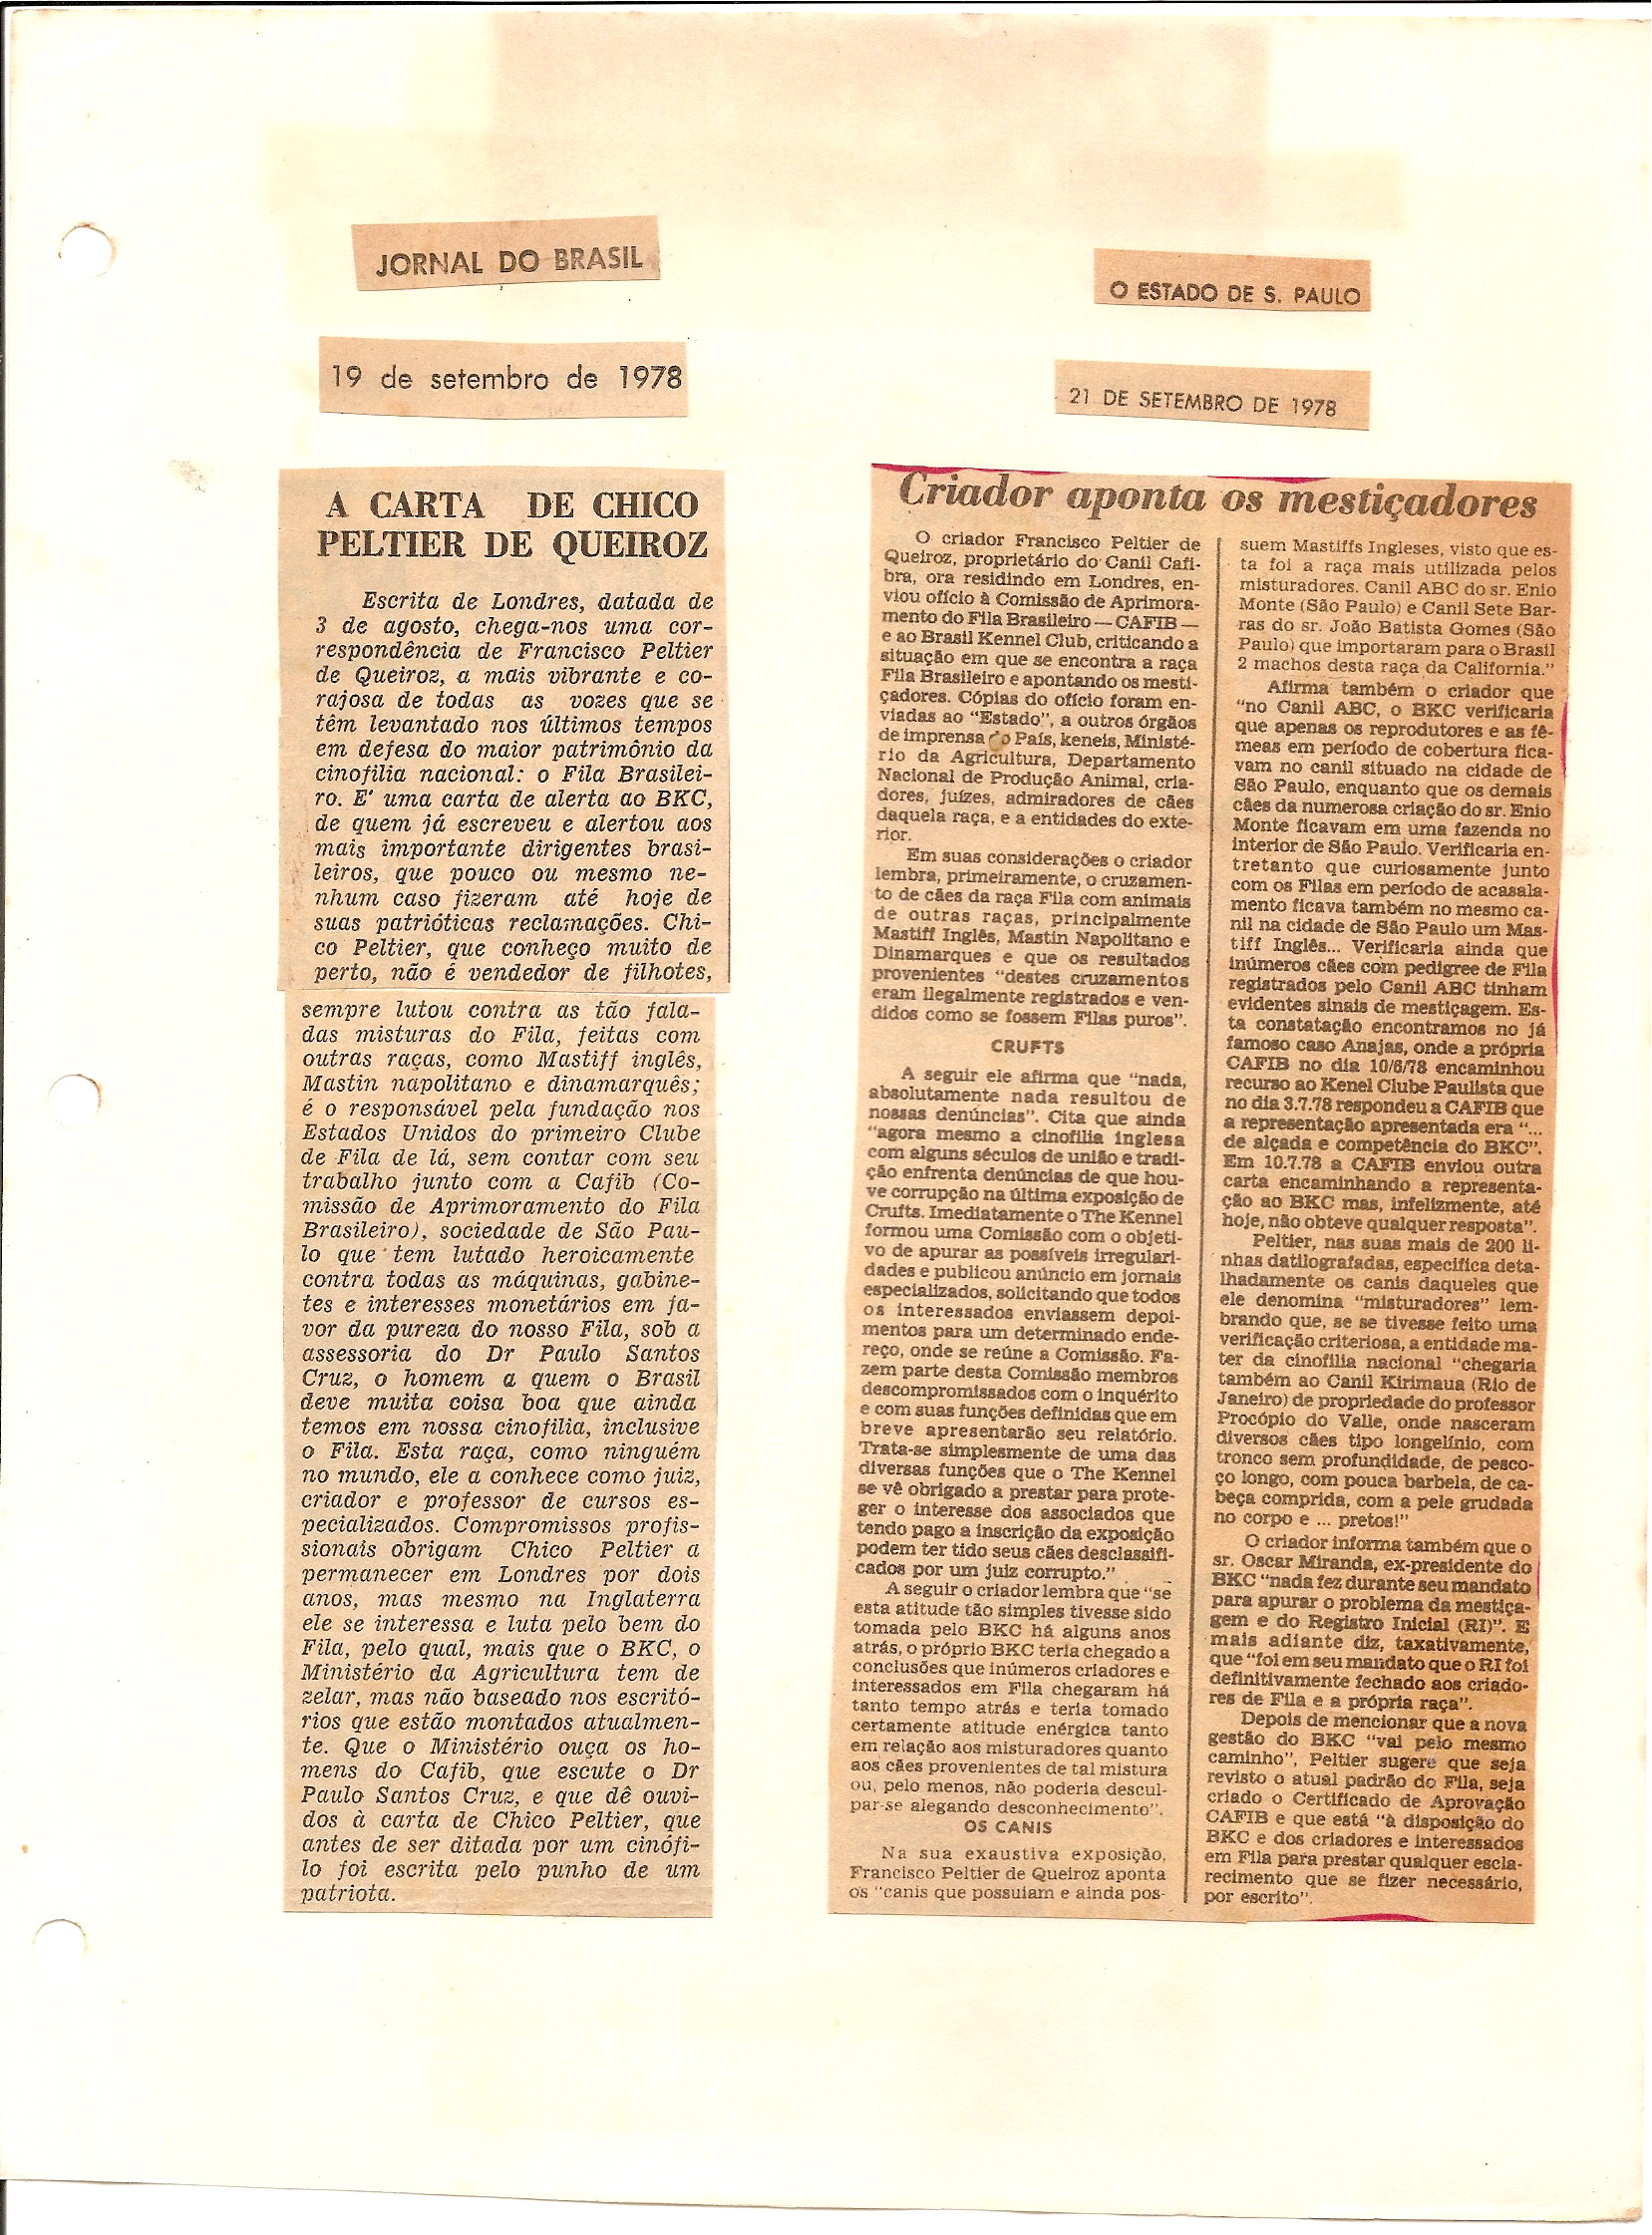 JORNAL DO BRASIL
19 de setembro de 1978
A CARTA DE CHICO
PELTIER DE QUEIROZ
Escrita de Londres, datada de
3 de agosto, chega-nos uma cor-
respondência de Francisco Peltier
de Queiroz, a mais vibrante e co-
rajosa de todas as vozes que se
têm levantado nos últimos tempos
em defesa do maior patrimônio da
cinofilia nacional: o Fila Brasilei-
ro. E' uma carta de alerta ao BKC,
de quem já escreveu e alertou aos
mais importante dirigentes brasi-
leiros, que pouco ou mesmo ne-
nhum caso fizeram até hoje de
suas patrióticas reclamações. Chi-
co Peltier, que conheço muito de
perto, não é vendedor de filhotes,
sempre lutou contra as tão fala-
das misturas do Fila, feitas com
outras raças, como Mastiff inglês,
Mastin napolitano e dinamarquês;
é o responsável pela fundação nos
Estados Unidos do primeiro Clube
de Fila de lá, sem contar com seu
trabalho junto com a Cafib (Co-
missão de Aprimoramento do Fila
Brasileiro), sociedade de São Pau-
lo que tem lutado heroicamente
contra todas as máquinas, gabine-
tes e interesses monetários em fa-
vor da pureza do nosso Fila, sob a
assessoria do Dr Paulo Santos
Cruz, o homem a quem o Brasil
deve muita coisa boa que ainda
temos em nossa cinofilia, inclusive
o Fila. Esta raça, como ninguém
no mundo, ele a conhece como juiz,
criador e professor de cursos es-
pecializados. Compromissos profis-
sionais obrigam Chico Peltier a
permanecer em Londres por dois
anos, mas mesmo na Inglaterra
ele se interessa e luta pelo bem do
Fila, pelo qual, mais que o BKC, o
Ministério da Agricultura tem de
zelar, mas não baseado nos escritó-
rios que estão montados atualmen-
te. Que o Ministério ouça os ho-
mens do Cafib, que escute o Dr
Paulo Santos Cruz, e que dê ouvi-
dos à carta de Chico Peltier, que
antes de ser ditada por um cinófi-
lo foi escrita pelo punho de um
patriota.
O ESTADO DE S. PAULO
21 DE SETEMBRO DE 1978
Criador aponta os mestiçadores
O criador Francisco Peltier de
Queiroz, proprietário do Canil Cafi-
bra, ora residindo em Londres, en-
viou ofício à Comissão de Aprimora-
mento do Fila Brasileiro — CAFIB —
e ao Brasil Kennel Club, criticando a
situação em que se encontra a raça
Fila Brasileiro e apontando os mesti-
çadores. Cópias do ofício foram en-
viadas ao "Estado", a outros órgãos
de imprensa do País, keneis, Ministé-
rio da Agricultura, Departamento
Nacional de Produção Animal, cria-
dores, juízes, admiradores de cães
daquela raça, e a entidades do exte-
rior.
Em suas considerações o criador
lembra, primeiramente, o cruzamen-
to de cães da raça Fila com animais
de outras raças, principalmente
Mastiff Inglês, Mastin Napolitano e
Dinamarques e que os resultados
provenientes "destes cruzamentos
eram ilegalmente registrados e ven-
didos como se fossem Filas puros".
CRUFTS
A seguir ele afirma que "nada,
absolutamente nada resultou de
nossas denúncias". Cita que ainda
"agora mesmo a cinofilia inglesa
com alguns séculos de união e tradi-
ção enfrenta denúncias de que hou-
ve corrupção na última exposição de
Crufts. Imediatamente o The Kennel
formou uma Comissão com o objeti-
vo de apurar as possíveis irregulari-
dades e publicou anúncio em jornais
especializados, solicitando que todos
os interessados enviassem depoi-
mentos para um determinado ende-
reço, onde se reúne a Comissão. Fa-
zem parte desta Comissão membros
descompromissados com o inquérito
e com suas funções definidas que em
breve apresentarão seu relatório.
Trata-se simplesmente de uma das
diversas funções que o The Kennel
se vê obrigado a prestar para prote-
ger o interesse dos associados que
tendo pago a inscrição da exposição
podem ter tido seus cães desclassifi-
cados por um juiz corrupto."
A seguir o criador lembra que "se
esta atitude tão simples tivesse sido
tomada pelo BKC há alguns anos
atrás, o próprio BKC teria chegado a
conclusões que inúmeros criadores e
interessados em Fila chegaram há
tanto tempo atrás e teria tomado
certamente atitude enérgica tanto
em relação aos misturadores quanto
aos cães provenientes de tal mistura
ou, pelo menos, não poderia descul-
par-se alegando desconhecimento".
OS CANIS
Na sua exaustiva exposição,
Francisco Peltier de Queiroz aponta
os "canis que possuiam e ainda pos-
suem Mastiffs Ingleses, visto que es-
ta foi a raça mais utilizada pelos
misturadores. Canil ABC do sr. Enio
Monte (São Paulo) e Canil Sete Bar-
ras do sr. João Batista Gomes (São
Paulo) que importaram para o Brasil
2 machos desta raça da California."
Afirma também o criador que
"no Canil ABC, o BKC verificaria
que apenas os reprodutores e as fê-
meas em período de cobertura fica-
vam no canil situado na cidade de
São Paulo, enquanto que os demais
cães da numerosa criação do sr. Enio
Monte ficavam em uma fazenda no
interior de São Paulo. Verificaria en-
tretanto que curiosamente junto
com os Filas em período de acasala-
mento ficava também no mesmo ca-
nil na cidade de São Paulo um Mas-
tiff Inglês... Verificaria ainda que
inúmeros cães com pedigree de Fila
registrados pelo Canil ABC tinham
evidentes sinais de mestiçagem. Es-
ta constatação encontramos no já
famoso caso Anajas, onde a própria
CAFIB no dia 10/6/78 encaminhou
recurso ao Kenel Clube Paulista que
no dia 3.7.78 respondeu a CAFIB que
a representação apresentada era "...
de alçada e competência do BKC".
Em 10.7.78 a CAFIB enviou outra
carta encaminhando a representa-
ção ao BKC mas, infelizmente, até
hoje, não obteve qualquer resposta".
Peltier, nas suas mais de 200 li-
nhas datilografadas, especifica deta-
lhadamente os canis daqueles que
ele denomina "misturadores" lem-
brando que, se se tivesse feito uma
verificação criteriosa, a entidade ma-
ter da cinofilia nacional "chegaria
também ao Canil Kirimaua (Rio de
Janeiro) de propriedade do professor
Procópio do Valle, onde nasceram
diversos cães tipo longelínio, com
tronco sem profundidade, de pesco-
ço longo, com pouca barbela, de ca-
beça comprida, com a pele grudada
no corpo e ... pretos!"
O criador informa também que o
sr. Oscar Miranda, ex-presidente do
BKC "nada fez durante seu mandato
para apurar o problema da mestiça-
gem e do Registro Inicial (RI)". E
mais adiante diz, taxativamente,
que "foi em seu mandato que o RI foi
definitivamente fechado aos criado-
res de Fila e a própria raça".
Depois de mencionar que a nova
gestão do BKC "vai pelo mesmo
caminho", Peltier sugere que seja
revisto o atual padrão do Fila, seja
criado o Certificado de Aprovação
CAFIB e que está "à disposição do
BKC e dos criadores e interessados
em Fila para prestar qualquer escla-
recimento que se fizer necessário,
por escrito".